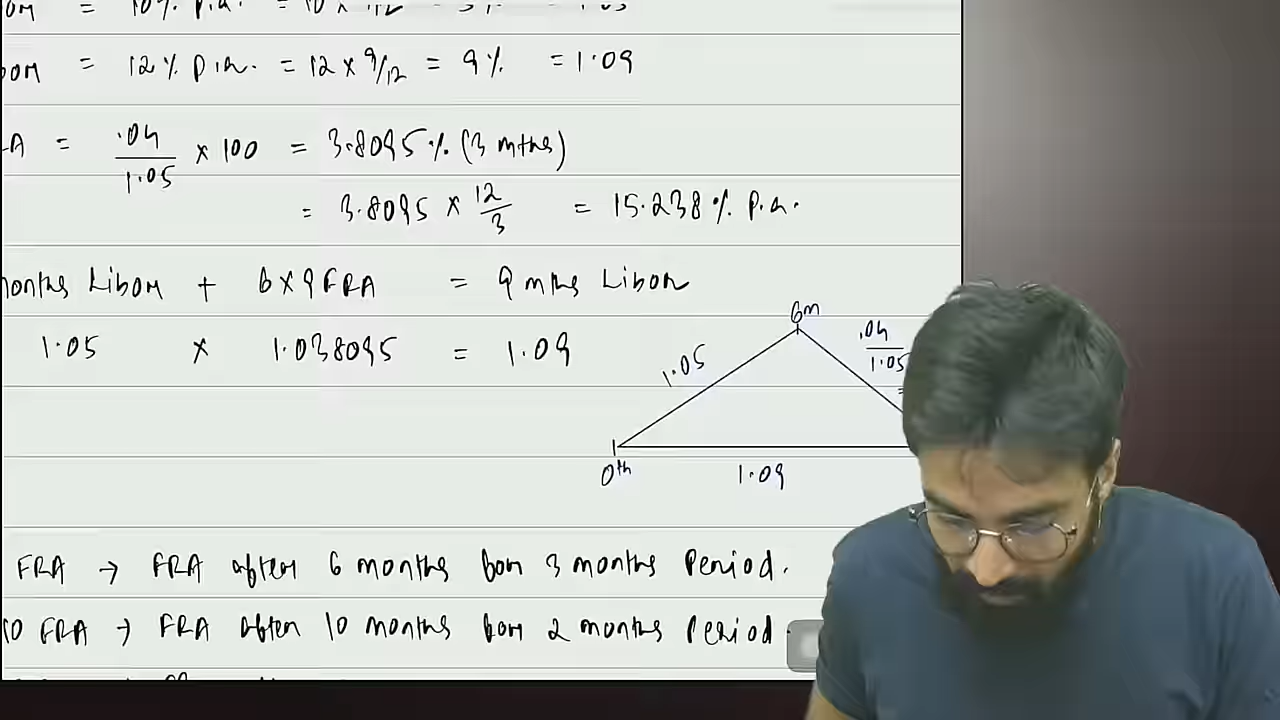 = 12% p.a. = 12 × 9/12 = 9% = 1.09
= .04/1.05 × 100 = 3.8095% (3 mths)
= 3.8095 × 12/3 = 15.238% p.a.
Libor + 6×9 FRA = 9 mths Libor
1.05 × 1.038095 = 1.09
6m
1.05
.04/1.05
0th
1.09
FRA → FRA after 6 months for 3 months Period.
FRA → FRA after 10 months for 2 months Period.